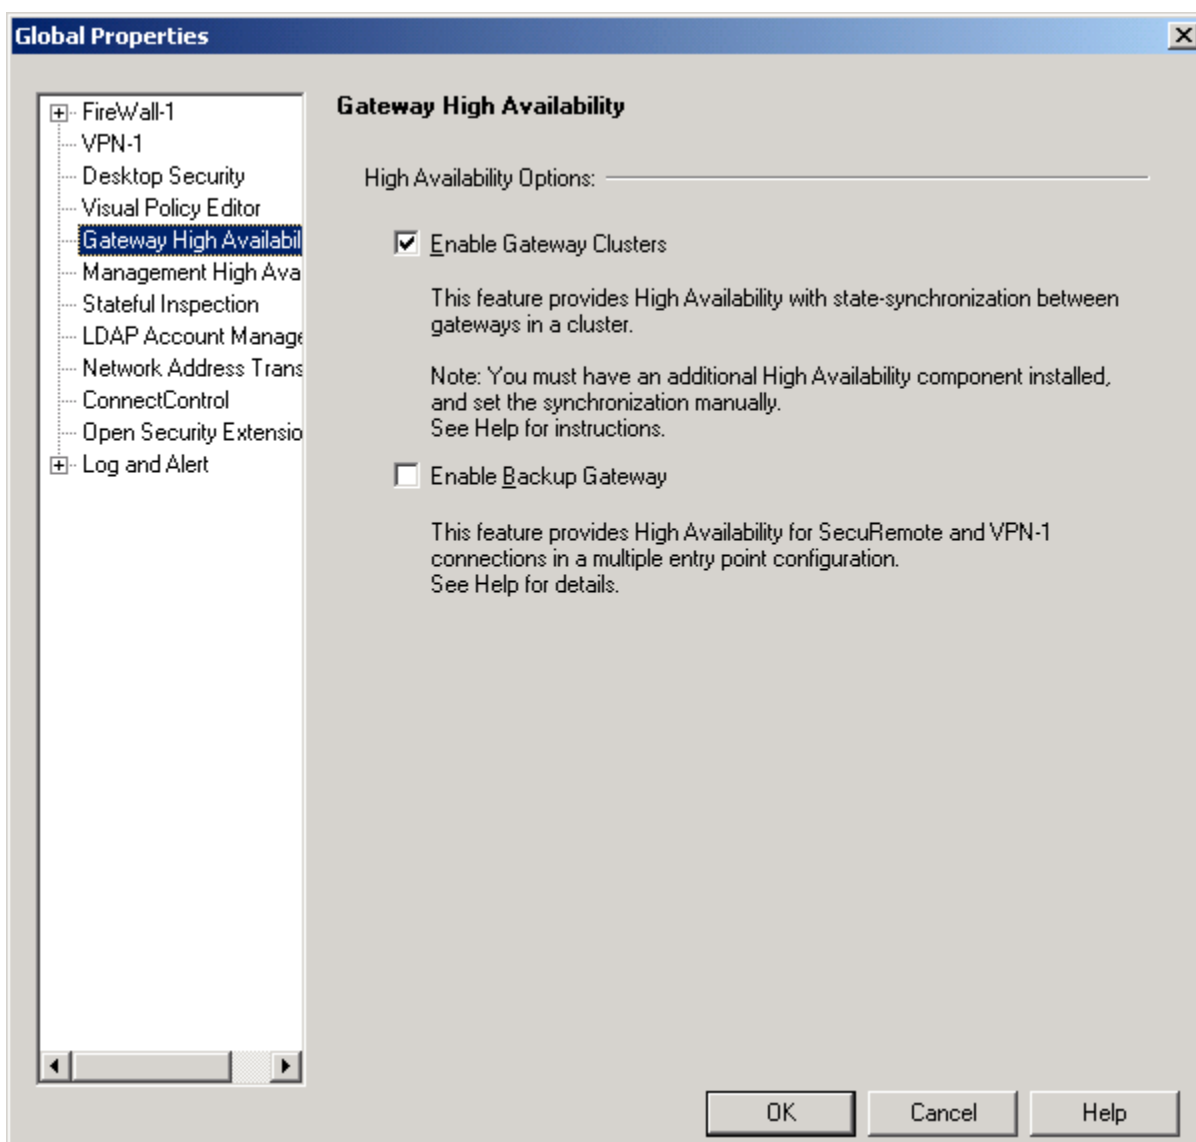 Global Properties
FireWall-1
VPN-1
Desktop Security
Visual Policy Editor
Gateway High Availabil
Management High Ava
Stateful Inspection
LDAP Account Manage
Network Address Trans
ConnectControl
Open Security Extensio
Log and Alert
Gateway High Availability
High Availability Options:
Enable Gateway Clusters
This feature provides High Availability with state-synchronization between
gateways in a cluster.
Note: You must have an additional High Availability component installed,
and set the synchronization manually.
See Help for instructions.
Enable Backup Gateway
This feature provides High Availability for SecuRemote and VPN-1
connections in a multiple entry point configuration.
See Help for details.
OK
Cancel
Help